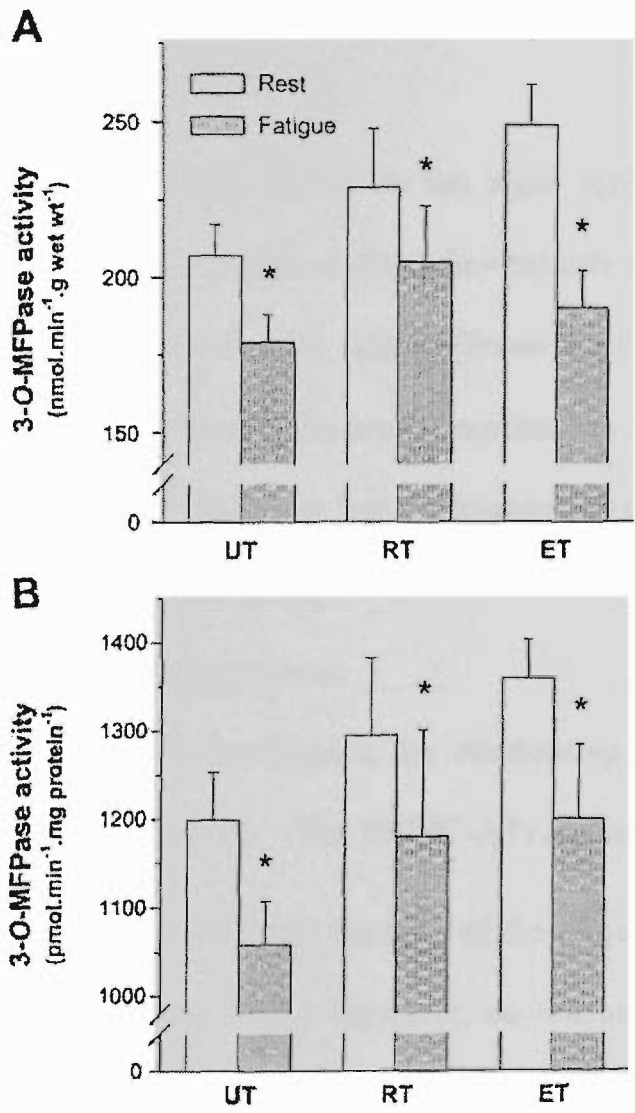 A
Rest
Fatigue
*
*
*
250
200
150
0
3-O-MFPase activity
(nmol.min⁻¹.g wet wt⁻¹)
UT
RT
ET
B
*
*
*
1400
1300
1200
1100
1000
0
3-O-MFPase activity
(pmol.min⁻¹.mg protein⁻¹)
UT
RT
ET